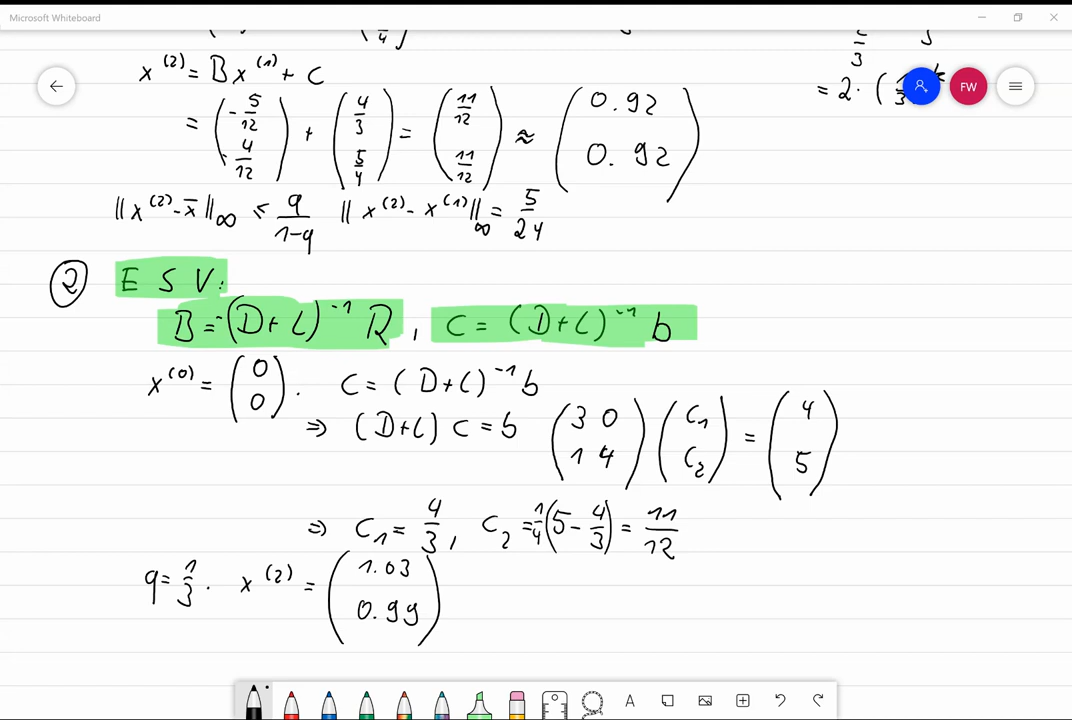 Microsoft Whiteboard
x^(2) = Bx^(1) + C
= (-5/12, -4/12) + (4/3, 5/4) = (11/12, 11/12) ≈ (0.92, 0.92)
= 2 ·
FW
||x^(2) - x̄||∞ ≤ q/(1-q) ||x^(2) - x^(1)||∞ = 5/24
② E S V:
B = -(D+L)^-1 R, C = (D+L)^-1 b
x^(0) = (0, 0). C = (D+L)^-1 b
⇒ (D+L) C = b (3 0, 1 4) (C1, C2) = (4, 5)
⇒ C1 = 4/3, C2 = 1/4 (5 - 4/3) = 11/12
q = 1/3. x^(2) = (1.03, 0.99)
A